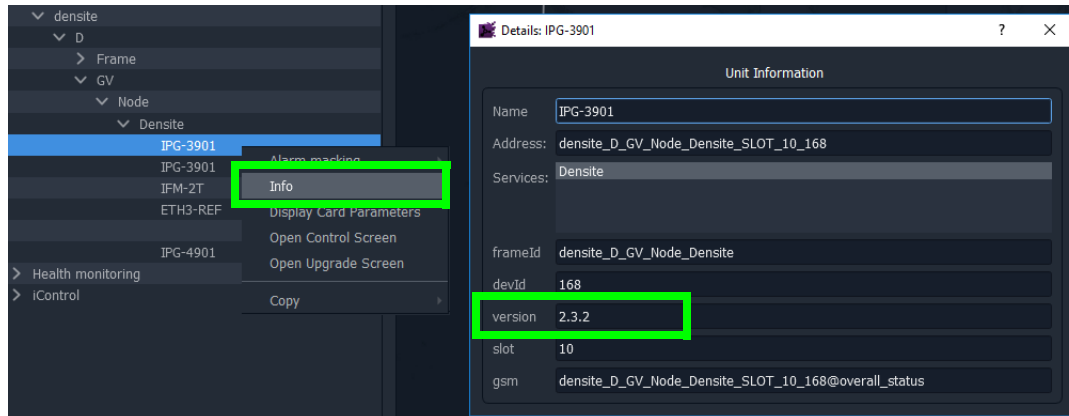 densite
D
Frame
GV
Node
Densite
IPG-3901
IPG-3901
IFM-2T
ETH3-REF
IPG-4901
Health monitoring
iControl
Alarm masking
Info
Display Card Parameters
Open Control Screen
Open Upgrade Screen
Copy
Details: IPG-3901 ? X
Unit Information
Name IPG-3901
Address: densite_D_GV_Node_Densite_SLOT_10_168
Services: Densite
frameId densite_D_GV_Node_Densite
devId 168
version 2.3.2
slot 10
gsm densite_D_GV_Node_Densite_SLOT_10_168@overall_status